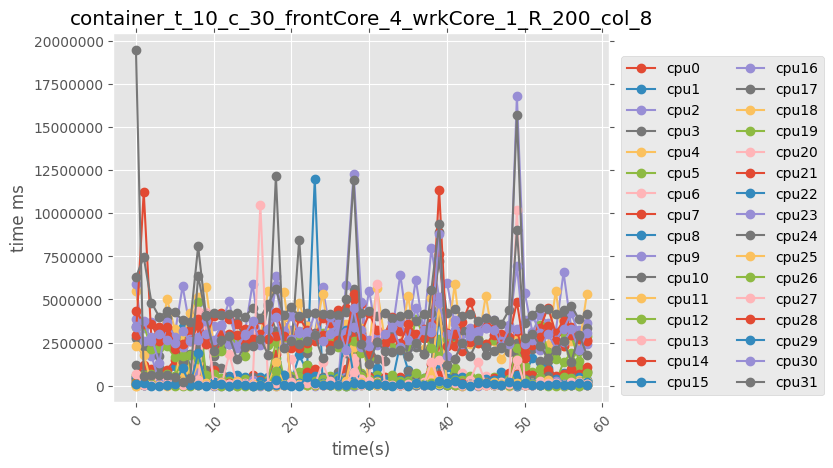 container_t_10_c_30_frontCore_4_wrkCore_1_R_200_col_8
time ms
20000000
17500000
15000000
12500000
10000000
7500000
5000000
2500000
0
0
10
20
30
40
50
60
time(s)
cpu0
cpu1
cpu2
cpu3
cpu4
cpu5
cpu6
cpu7
cpu8
cpu9
cpu10
cpu11
cpu12
cpu13
cpu14
cpu15
cpu16
cpu17
cpu18
cpu19
cpu20
cpu21
cpu22
cpu23
cpu24
cpu25
cpu26
cpu27
cpu28
cpu29
cpu30
cpu31